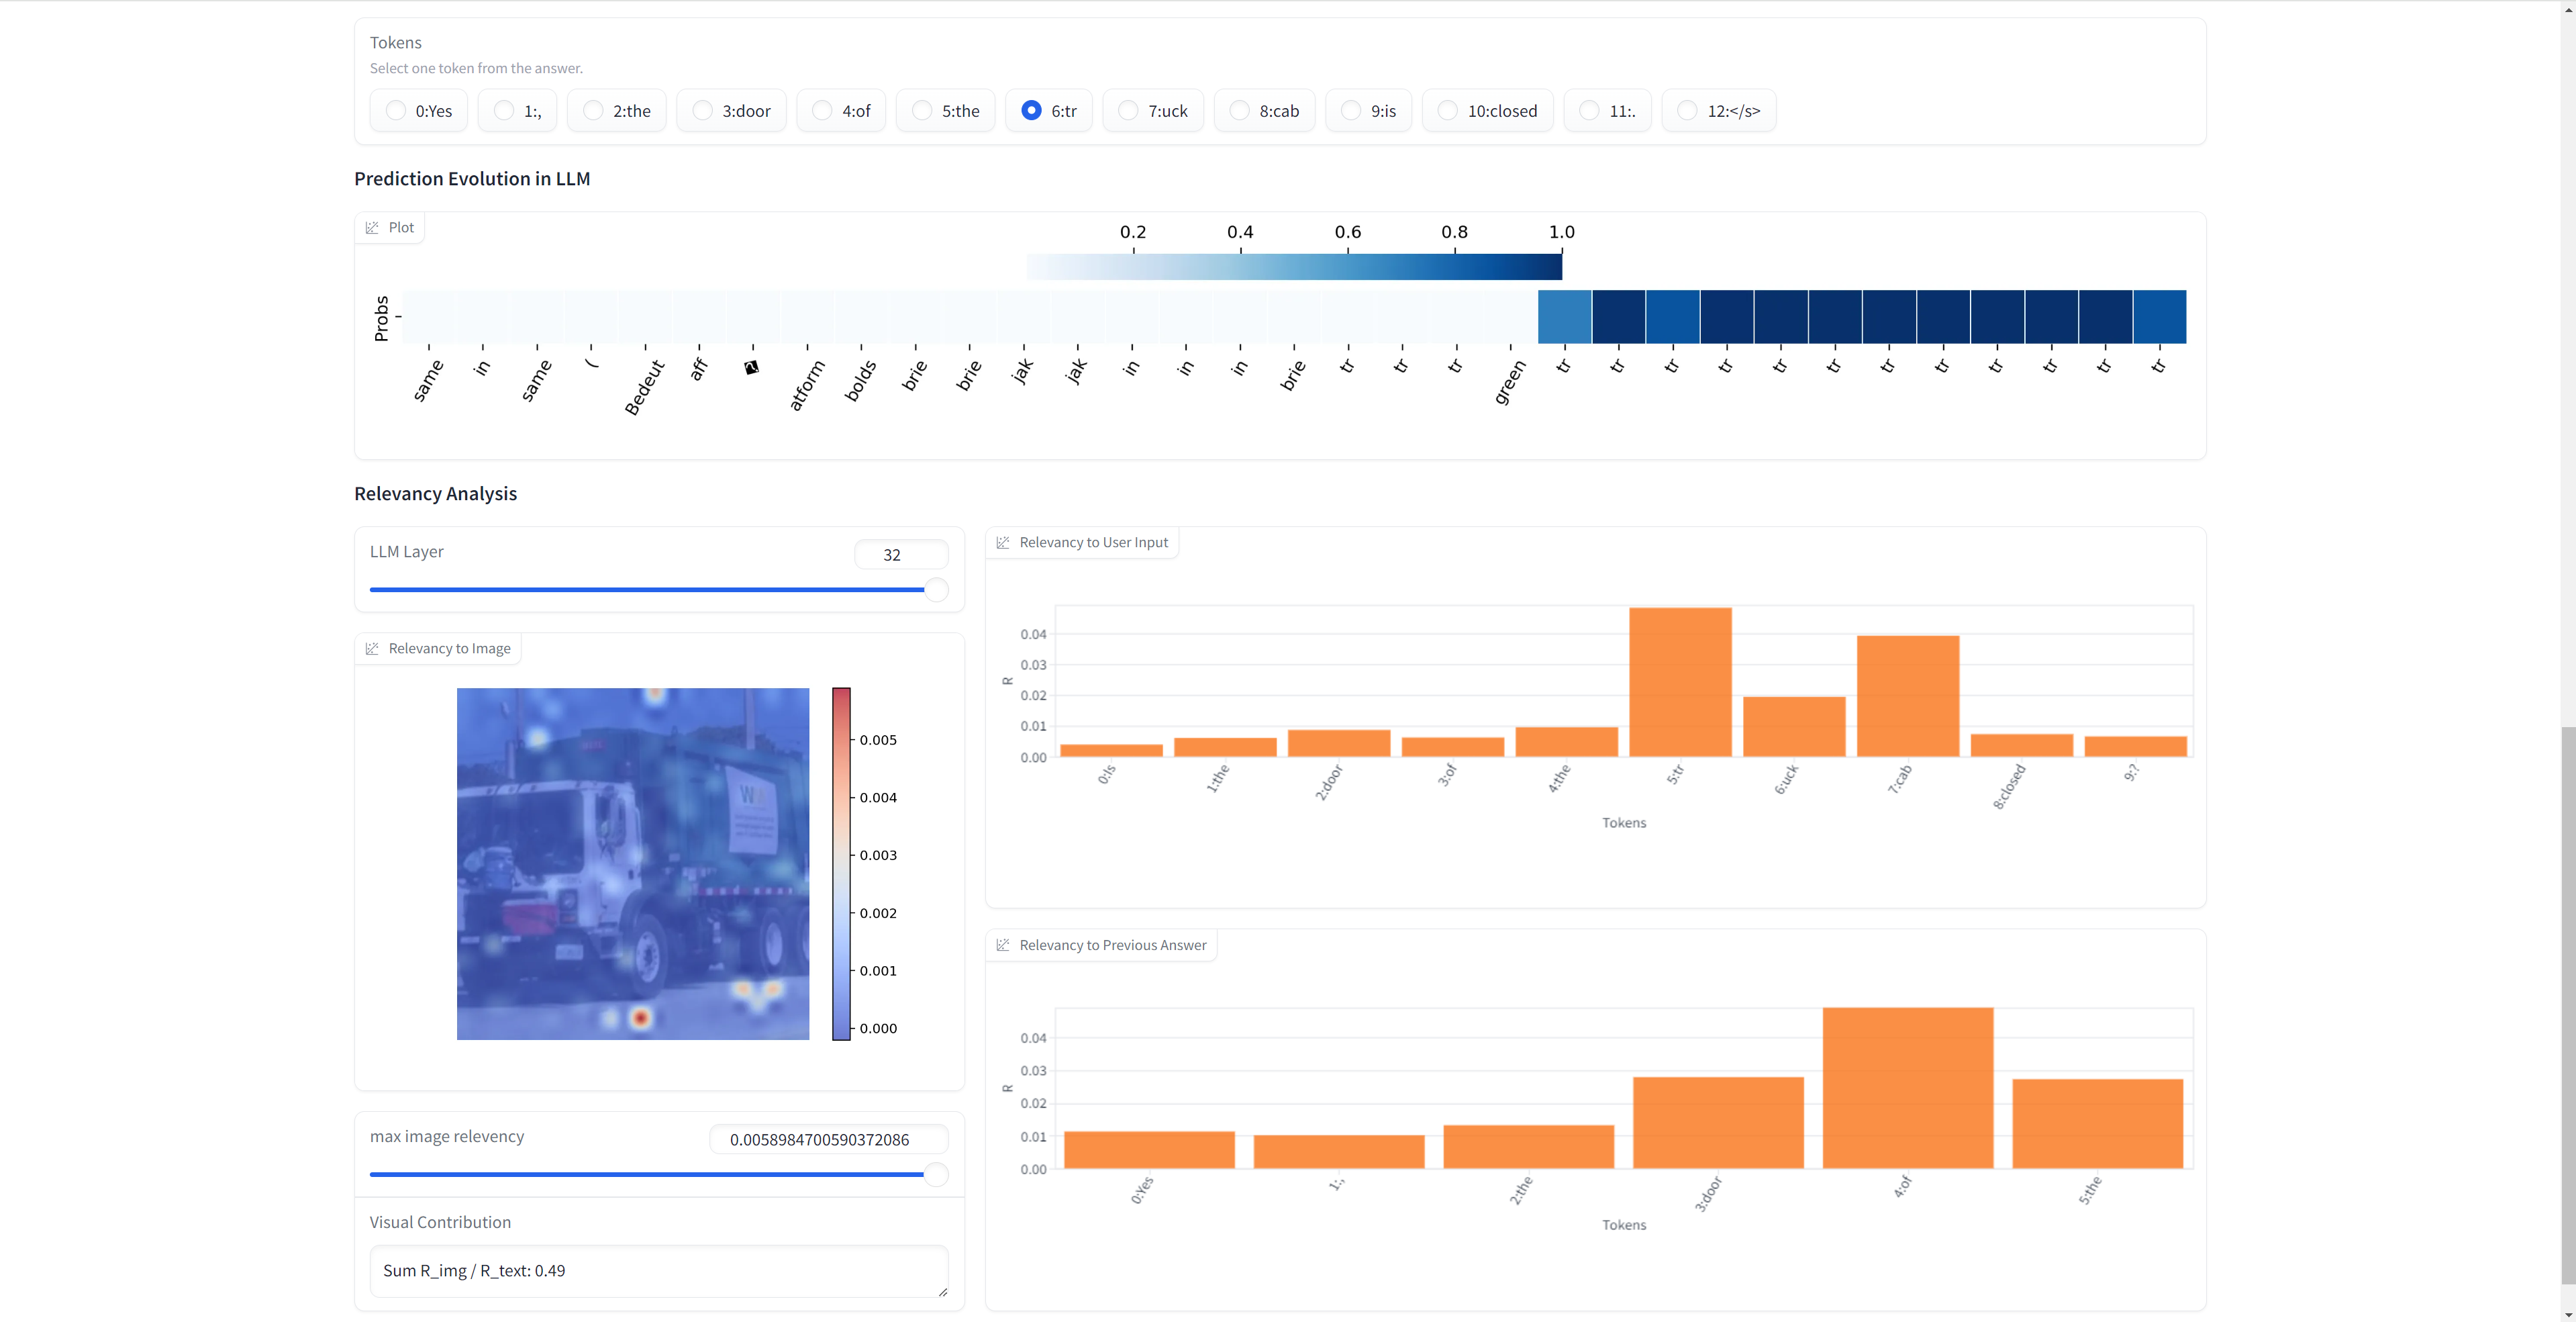 Tokens
Select one token from the answer.
0:Yes 1:, 2:the 3:door 4:of 5:the 6:tr 7:uck 8:cab 9:is 10:closed 11:. 12:</s>
Prediction Evolution in LLM
Plot
0.2 0.4 0.6 0.8 1.0
Probs
same in same ( Bedeut aff � atform bolds brie brie jak jak in in in brie tr tr tr green tr tr tr tr tr tr tr tr tr tr tr tr
Relevancy Analysis
LLM Layer
32
Relevancy to Image
0.005
0.004
0.003
0.002
0.001
0.000
W
max image relevency
0.0058984700590372086
Visual Contribution
Sum R_img / R_text: 0.49
Relevancy to User Input
R
0.04
0.03
0.02
0.01
0.00
0:Is 1:the 2:door 3:of 4:the 5:tr 6:uck 7:cab 8:closed 9:?
Tokens
Relevancy to Previous Answer
R
0.04
0.03
0.02
0.01
0.00
0:Yes 1:, 2:the 3:door 4:of 5:the
Tokens